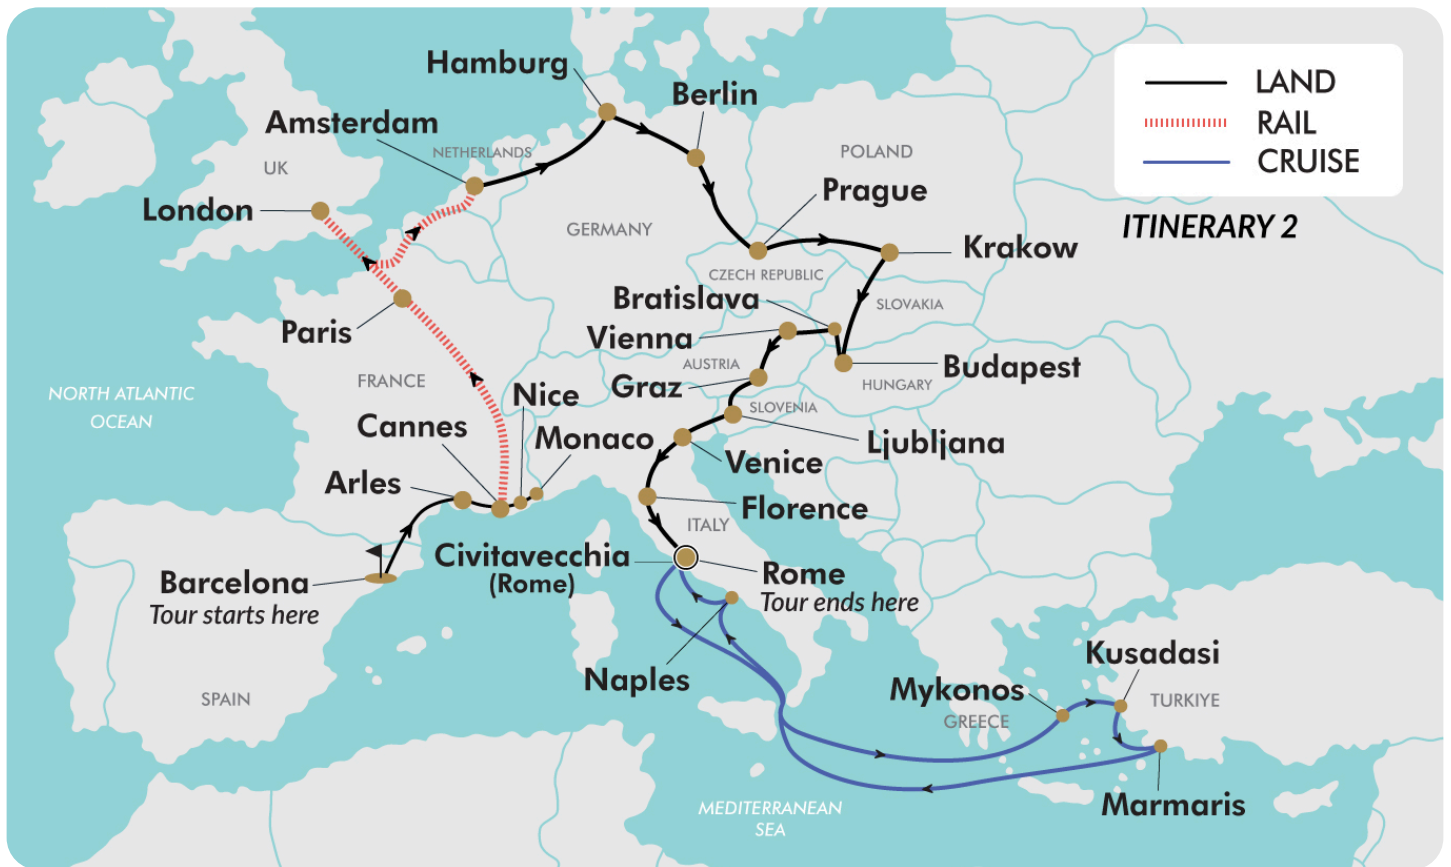 Hamburg
Berlin
Amsterdam
NETHERLANDS
POLAND
UK
London
Prague
GERMANY
Krakow
CZECH REPUBLIC
Bratislava
SLOVAKIA
Paris
Vienna
AUSTRIA
Budapest
HUNGARY
FRANCE
Graz
Nice
SLOVENIA
NORTH ATLANTIC
OCEAN
Cannes
Monaco
Ljubljana
Venice
Arles
Florence
ITALY
Civitavecchia
(Rome)
Barcelona
Tour starts here
Rome
Tour ends here
Naples
Kusadasi
Mykonos
GREECE
TURKIYE
SPAIN
Marmaris
MEDITERRANEAN
SEA
LAND
RAIL
CRUISE
ITINERARY 2